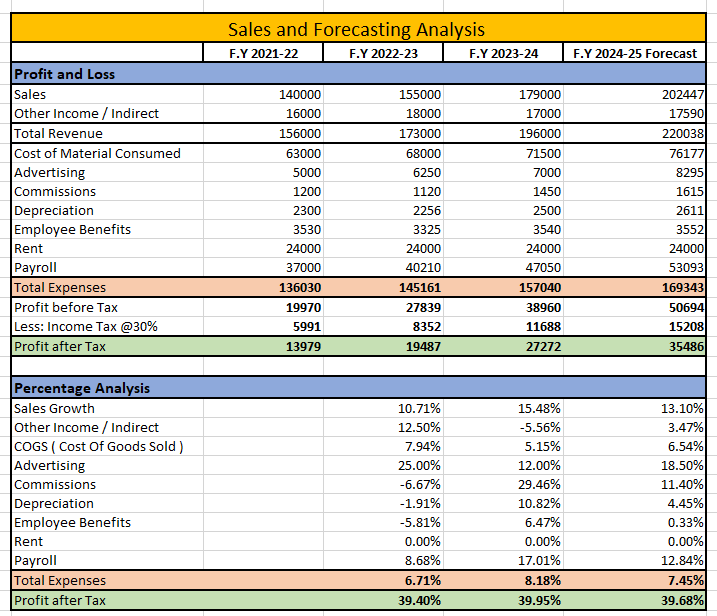 Sales and Forecasting Analysis
F.Y 2021-22 F.Y 2022-23 F.Y 2023-24 F.Y 2024-25 Forecast
Profit and Loss
Sales 140000 155000 179000 202447
Other Income / Indirect 16000 18000 17000 17590
Total Revenue 156000 173000 196000 220038
Cost of Material Consumed 63000 68000 71500 76177
Advertising 5000 6250 7000 8295
Commissions 1200 1120 1450 1615
Depreciation 2300 2256 2500 2611
Employee Benefits 3530 3325 3540 3552
Rent 24000 24000 24000 24000
Payroll 37000 40210 47050 53093
Total Expenses 136030 145161 157040 169343
Profit before Tax 19970 27839 38960 50694
Less: Income Tax @30% 5991 8352 11688 15208
Profit after Tax 13979 19487 27272 35486
Percentage Analysis
Sales Growth 10.71% 15.48% 13.10%
Other Income / Indirect 12.50% -5.56% 3.47%
COGS ( Cost Of Goods Sold ) 7.94% 5.15% 6.54%
Advertising 25.00% 12.00% 18.50%
Commissions -6.67% 29.46% 11.40%
Depreciation -1.91% 10.82% 4.45%
Employee Benefits -5.81% 6.47% 0.33%
Rent 0.00% 0.00% 0.00%
Payroll 8.68% 17.01% 12.84%
Total Expenses 6.71% 8.18% 7.45%
Profit after Tax 39.40% 39.95% 39.68%